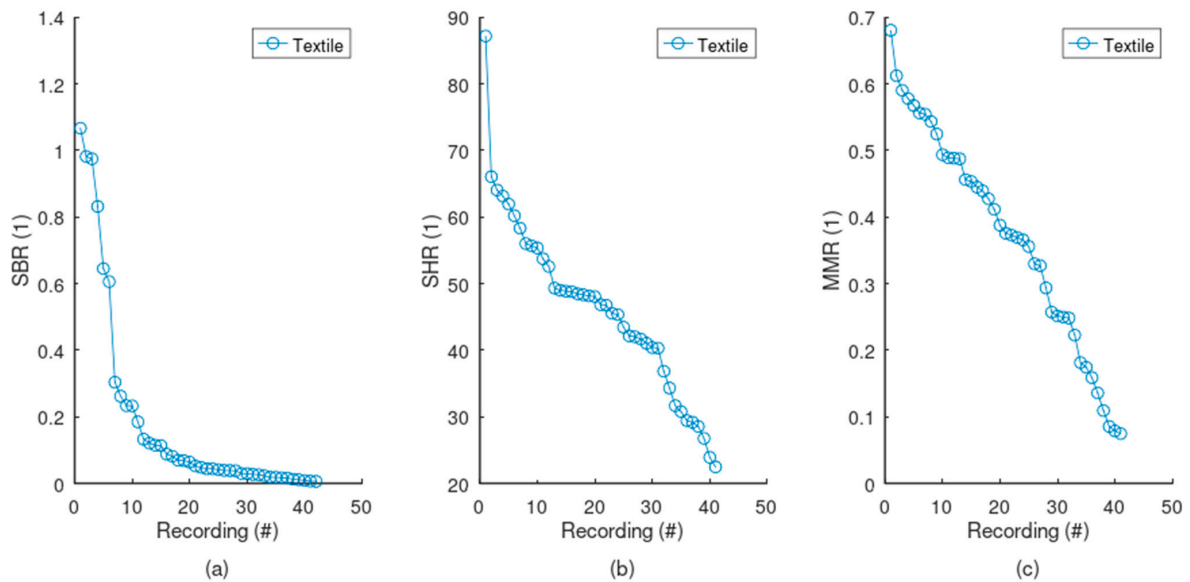 1.4
1.2
1
0.8
0.6
0.4
0.2
0
SBR (1)
0 10 20 30 40 50
Recording (#)
Textile
(a)
90
80
70
60
50
40
30
20
SHR (1)
0 10 20 30 40 50
Recording (#)
Textile
(b)
0.7
0.6
0.5
0.4
0.3
0.2
0.1
0
MMR (1)
0 10 20 30 40 50
Recording (#)
Textile
(c)